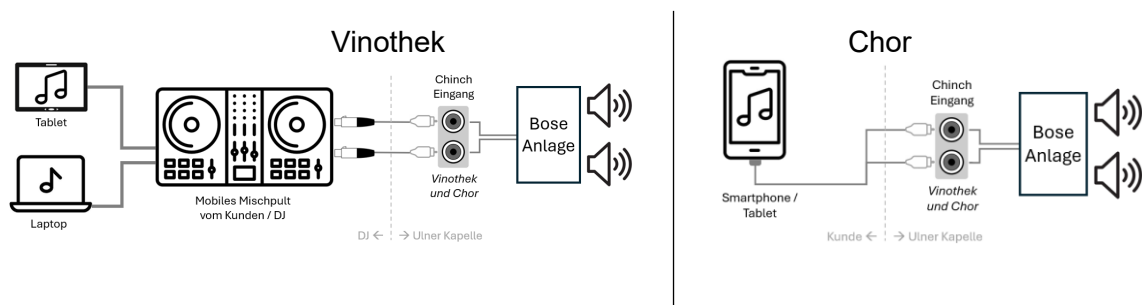 Vinothek
Tablet
Laptop
Mobiles Mischpult
vom Kunden / DJ
Chinch
Eingang
Vinothek
und Chor
Bose
Anlage
DJ ← → Ulner Kapelle
Chor
Smartphone /
Tablet
Chinch
Eingang
Vinothek
und Chor
Bose
Anlage
Kunde ← → Ulner Kapelle